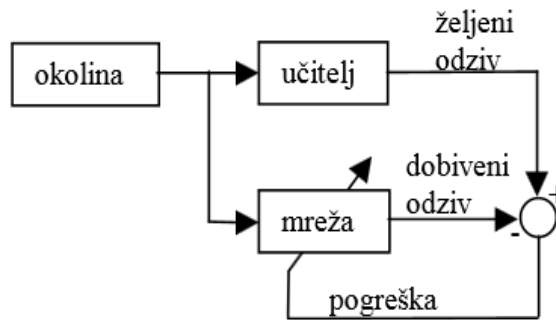 željeni
odziv
okolina
učitelj
dobiveni
odziv
mreža
+
-
pogreška